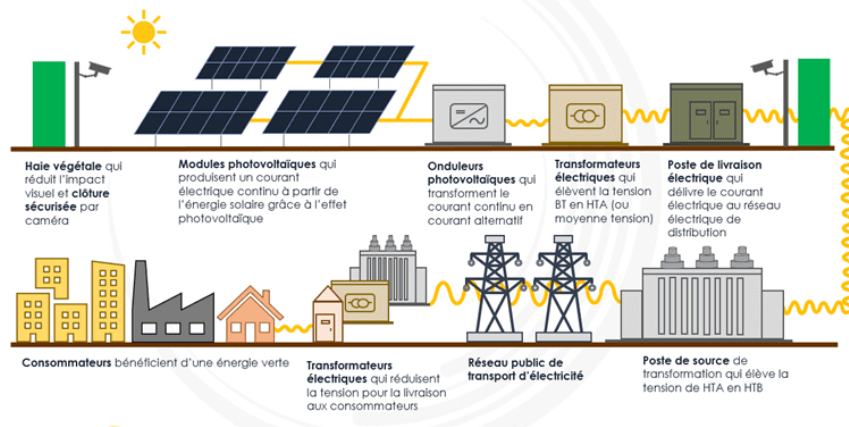 Haie végétale qui
réduit l'impact
visuel et clôture
sécurisée par
caméra
Modules photovoltaïques qui
produisent un courant
électrique continu à partir de
l'énergie solaire grâce à l'effet
photovoltaïque
Onduleurs
photovoltaïques qui
transforment le
courant continu en
courant alternatif
Transformateurs
électriques qui
élèvent la tension
BT en HTA (ou
moyenne tension)
Poste de livraison
électrique qui
délivre le courant
électrique au réseau
électrique de
distribution
Consommateurs bénéficient d'une énergie verte
Transformateurs
électriques qui réduisent
la tension pour la livraison
aux consommateurs
Réseau public de
transport d'électricité
Poste de source de
transformation qui élève la
tension de HTA en HTB